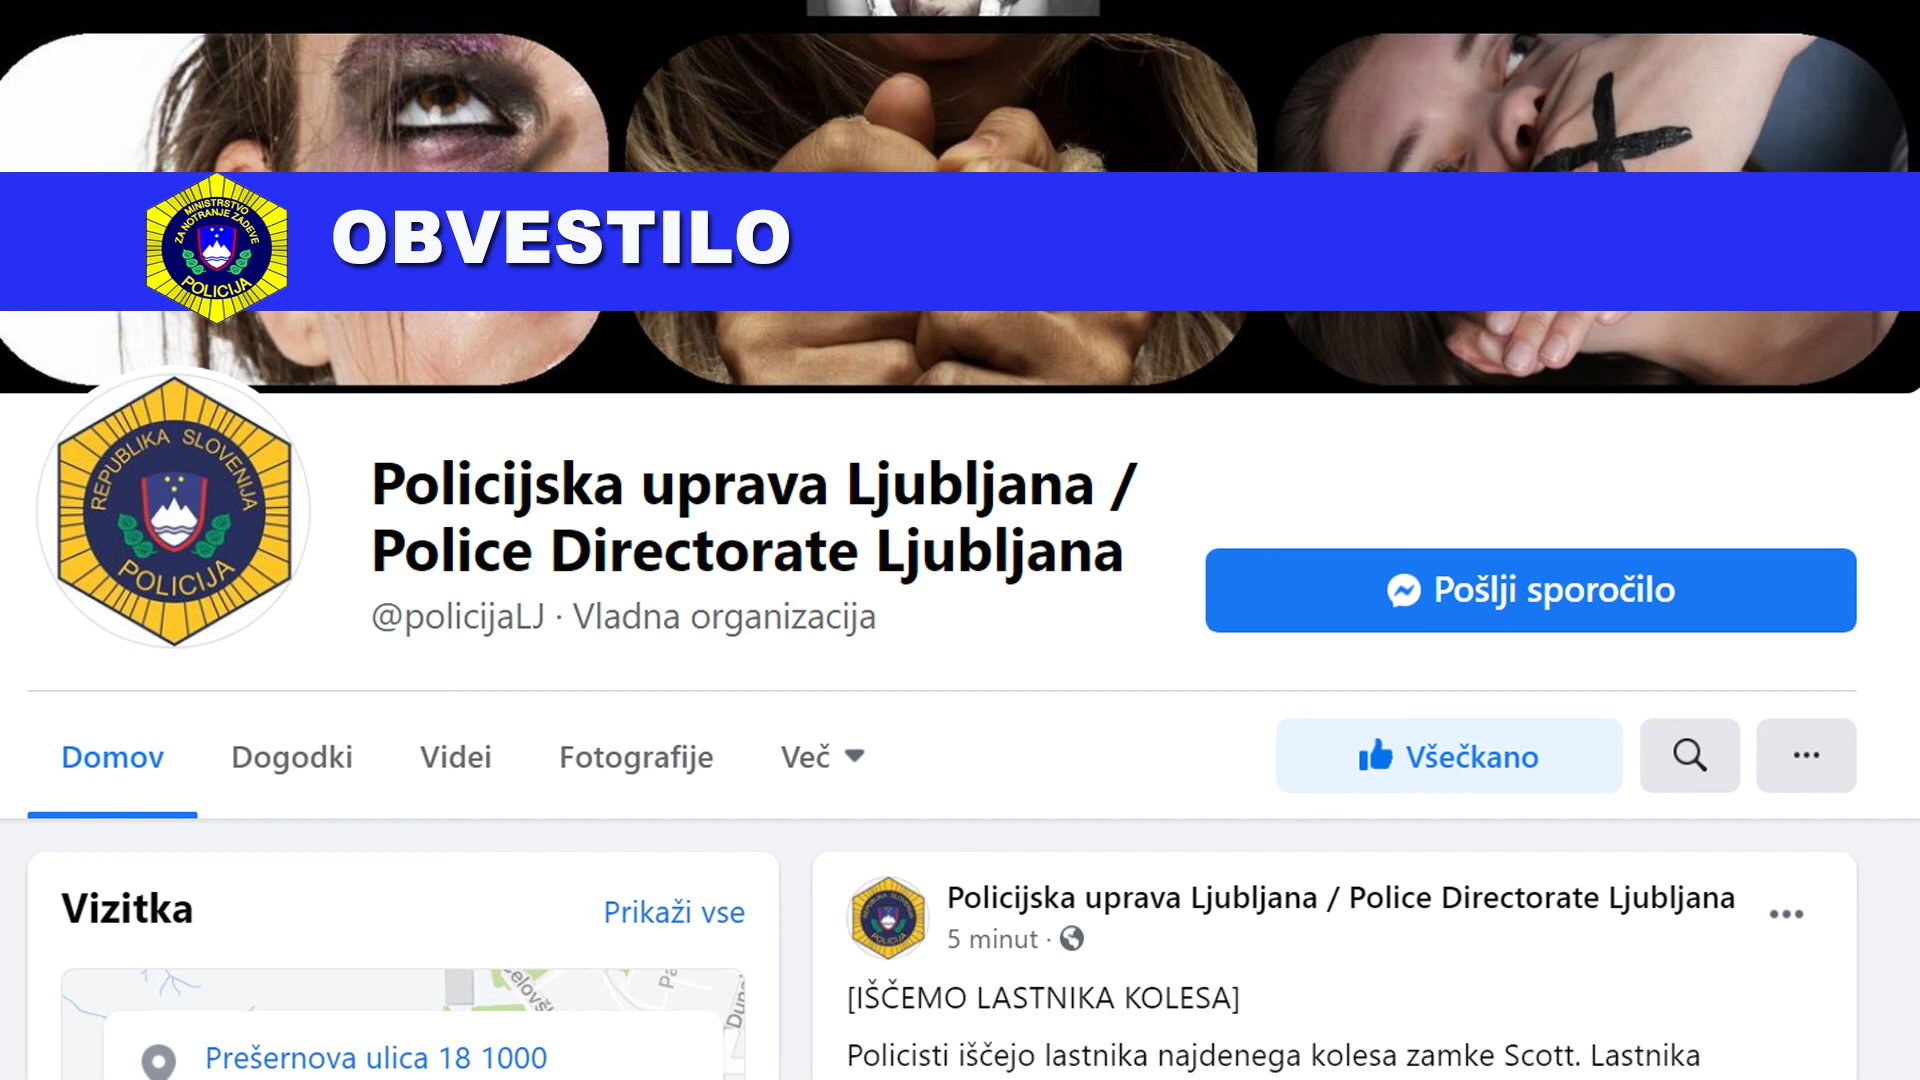 MINISTRSTVO
ZA NOTRANJE ZADEVE
POLICIJA
OBVESTILO
REPUBLIKA SLOVENIJA
POLICIJA
Policijska uprava Ljubljana /
Police Directorate Ljubljana
@policijaLJ · Vladna organizacija
Pošlji sporočilo
Domov
Dogodki
Videi
Fotografije
Več
Všečkano
Vizitka
Prikaži vse
Prešernova ulica 18 1000
Policijska uprava Ljubljana / Police Directorate Ljubljana
5 minut ·
[IŠČEMO LASTNIKA KOLESA]
Policisti iščejo lastnika najdenega kolesa zamke Scott. Lastnika